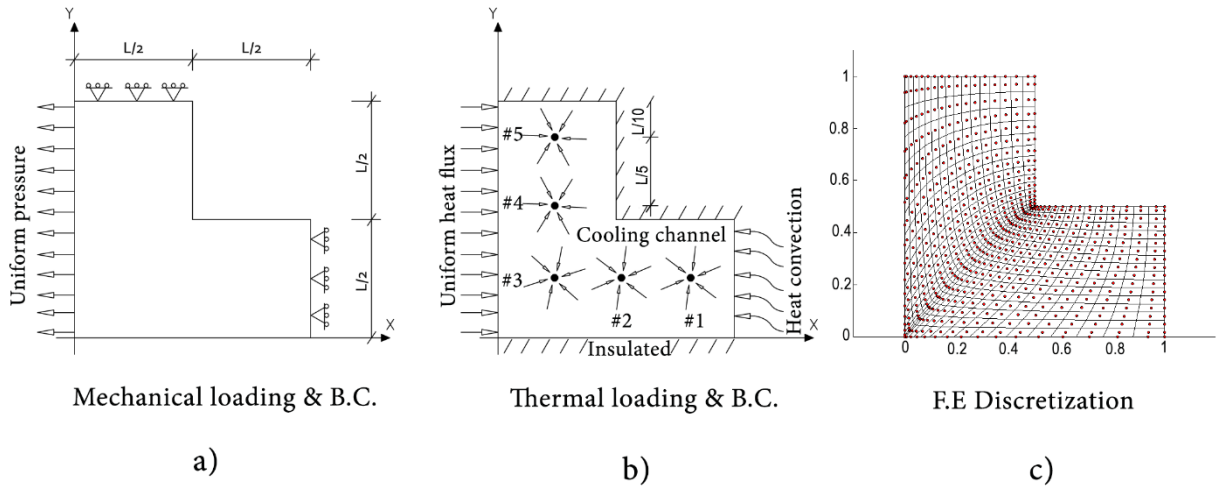 Y
L/2
L/2
Uniform pressure
L/2
L/2
X
Mechanical loading & B.C.
a)
Y
Uniform heat flux
#5
#4
#3
#2
#1
L/10
L/5
Cooling channel
Heat convection
X
Insulated
Thermal loading & B.C.
b)
1
0.8
0.6
0.4
0.2
0
0
0.2
0.4
0.6
0.8
1
F.E Discretization
c)